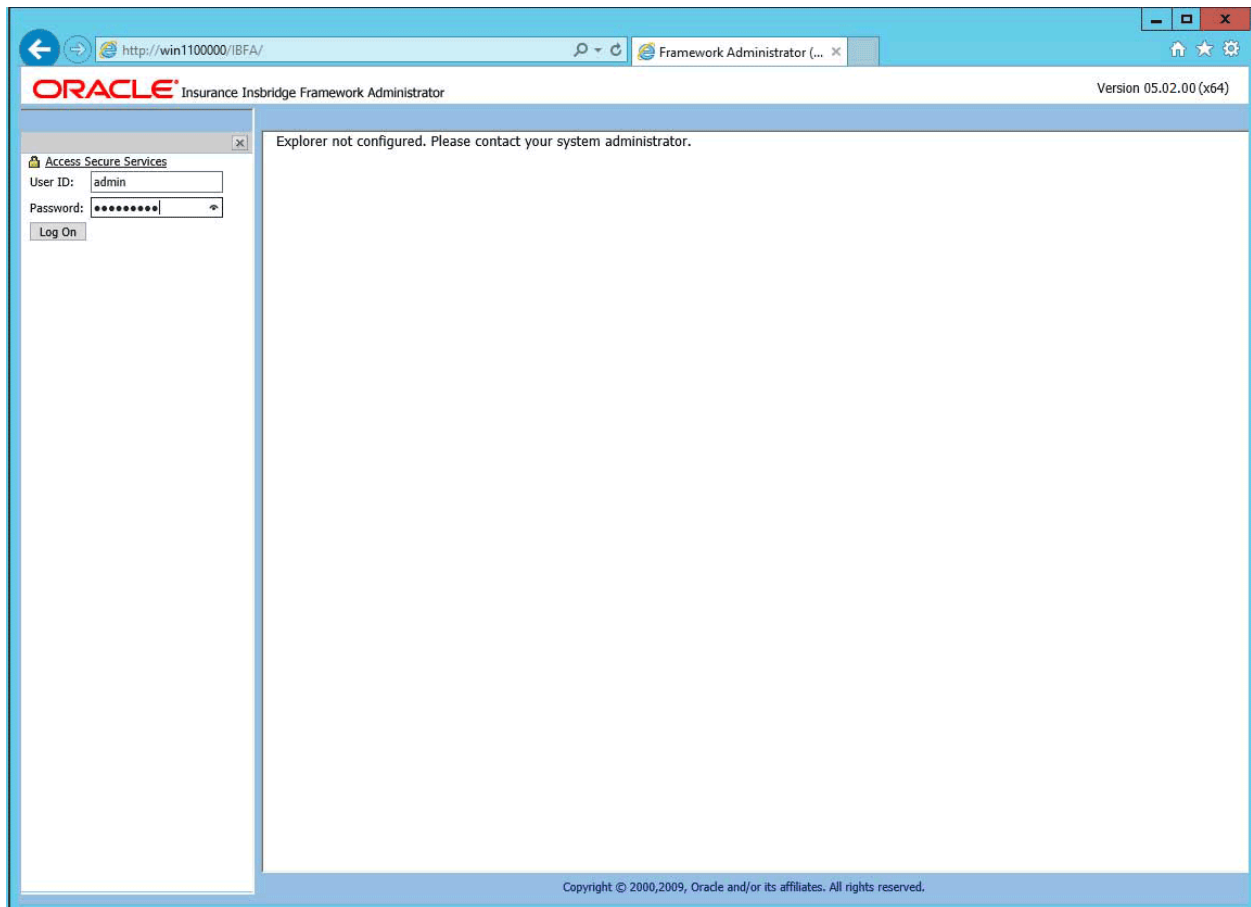 http://win1100000/IBFA/
Framework Administrator (...
ORACLE Insurance Insbridge Framework Administrator
Version 05.02.00 (x64)
Explorer not configured. Please contact your system administrator.
Access Secure Services
User ID: admin
Password: •••••••••
Log On
Copyright © 2000,2009, Oracle and/or its affiliates. All rights reserved.